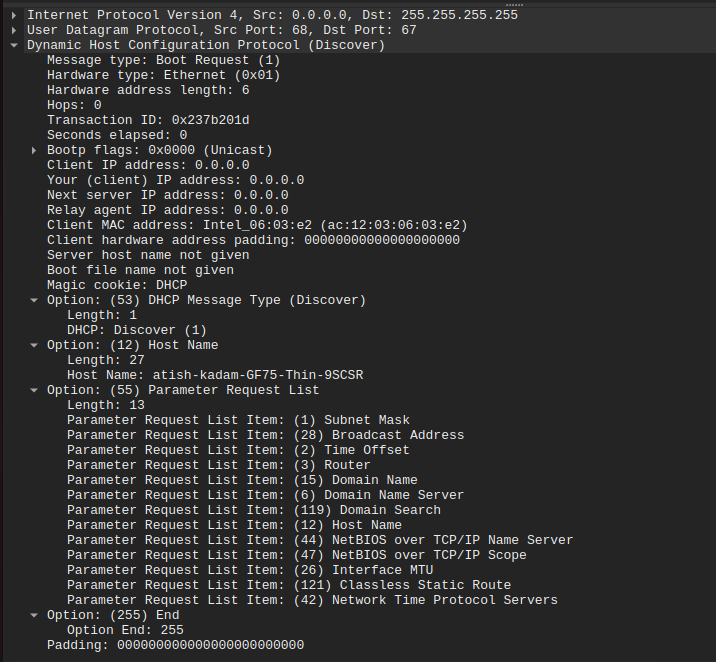 Internet Protocol Version 4, Src: 0.0.0.0, Dst: 255.255.255.255
User Datagram Protocol, Src Port: 68, Dst Port: 67
Dynamic Host Configuration Protocol (Discover)
Message type: Boot Request (1)
Hardware type: Ethernet (0x01)
Hardware address length: 6
Hops: 0
Transaction ID: 0x237b201d
Seconds elapsed: 0
Bootp flags: 0x0000 (Unicast)
Client IP address: 0.0.0.0
Your (client) IP address: 0.0.0.0
Next server IP address: 0.0.0.0
Relay agent IP address: 0.0.0.0
Client MAC address: Intel_06:03:e2 (ac:12:03:06:03:e2)
Client hardware address padding: 00000000000000000000
Server host name not given
Boot file name not given
Magic cookie: DHCP
Option: (53) DHCP Message Type (Discover)
Length: 1
DHCP: Discover (1)
Option: (12) Host Name
Length: 27
Host Name: atish-kadam-GF75-Thin-9SCSR
Option: (55) Parameter Request List
Length: 13
Parameter Request List Item: (1) Subnet Mask
Parameter Request List Item: (28) Broadcast Address
Parameter Request List Item: (2) Time Offset
Parameter Request List Item: (3) Router
Parameter Request List Item: (15) Domain Name
Parameter Request List Item: (6) Domain Name Server
Parameter Request List Item: (119) Domain Search
Parameter Request List Item: (12) Host Name
Parameter Request List Item: (44) NetBIOS over TCP/IP Name Server
Parameter Request List Item: (47) NetBIOS over TCP/IP Scope
Parameter Request List Item: (26) Interface MTU
Parameter Request List Item: (121) Classless Static Route
Parameter Request List Item: (42) Network Time Protocol Servers
Option: (255) End
Option End: 255
Padding: 000000000000000000000000